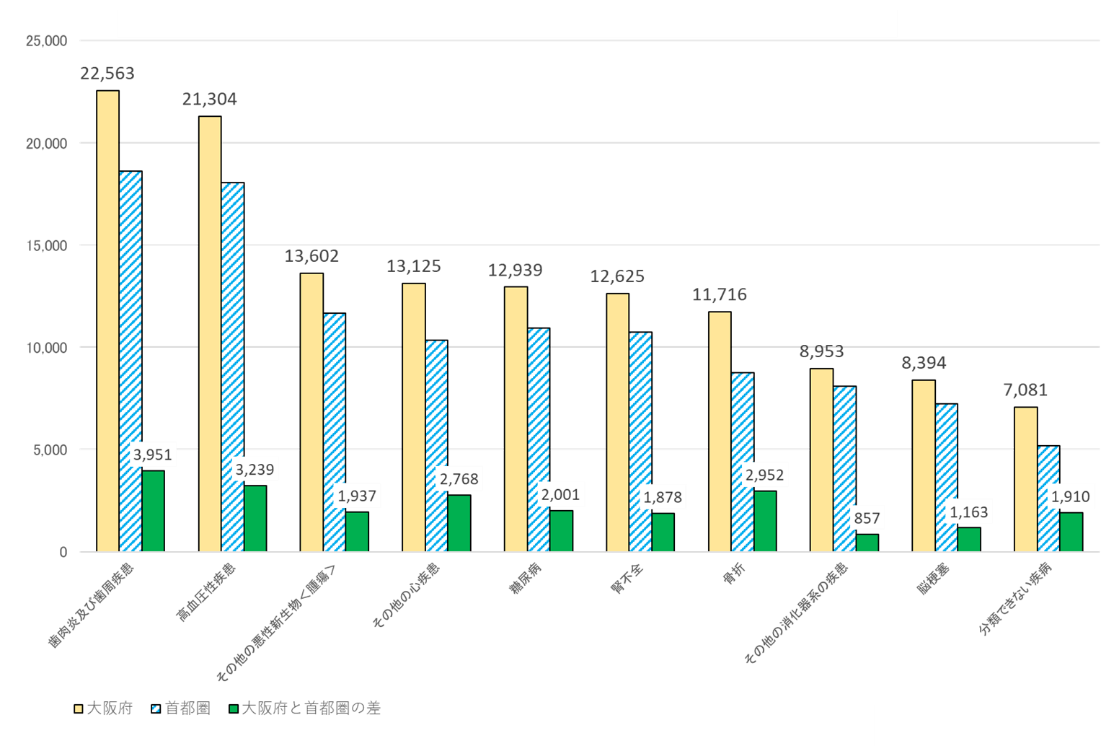 25,000
20,000
15,000
10,000
5,000
0
22,563
21,304
13,602
13,125
12,939
12,625
11,716
8,953
8,394
7,081
3,951
3,239
1,937
2,768
2,001
1,878
2,952
857
1,163
1,910
歯肉炎及び歯周疾患
高血圧性疾患
その他の悪性新生物<腫瘍>
その他の心疾患
糖尿病
腎不全
骨折
その他の消化器系の疾患
脳梗塞
分類できない疾病
大阪府 首都圏 大阪府と首都圏の差